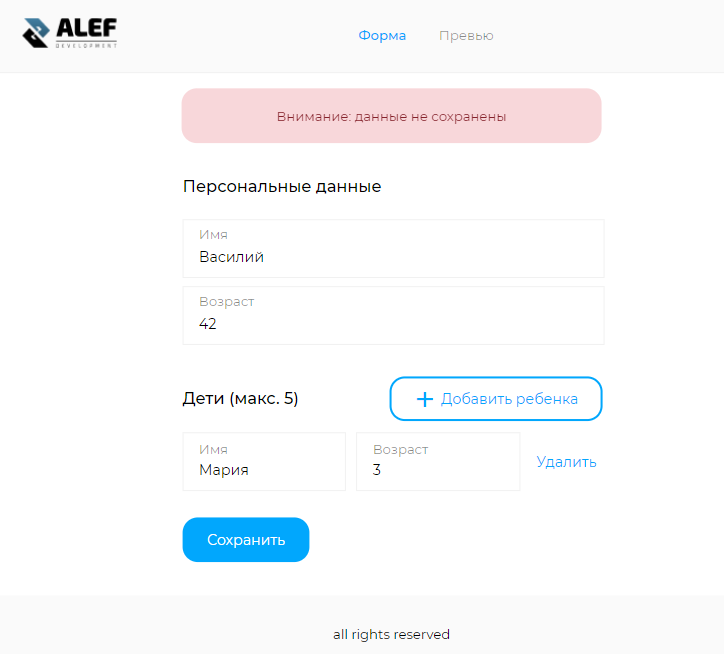 ALEF
DEVELOPMENT
Форма
Превью
Внимание: данные не сохранены
Персональные данные
Имя
Василий
Возраст
42
Дети (макс. 5)
Добавить ребенка
Имя
Мария
Возраст
3
Удалить
Сохранить
all rights reserved